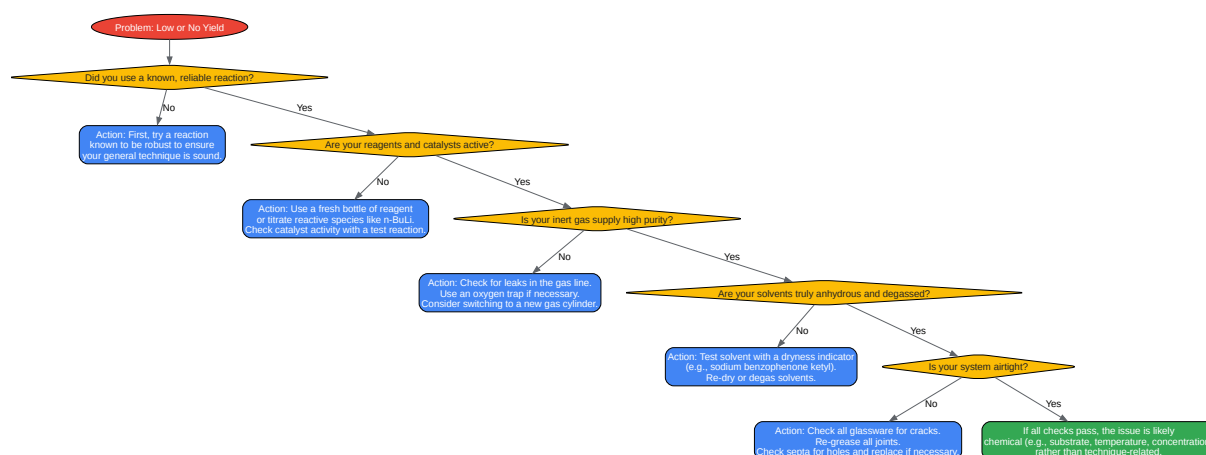 Problem: Low or No Yield
Did you use a known, reliable reaction?
No
Yes
Action: First, try a reaction
known to be robust to ensure
your general technique is sound.
Are your reagents and catalysts active?
No
Yes
Action: Use a fresh bottle of reagent
or titrate reactive species like n-BuLi.
Check catalyst activity with a test reaction.
Is your inert gas supply high purity?
No
Yes
Action: Check for leaks in the gas line.
Use an oxygen trap if necessary.
Consider switching to a new gas cylinder.
Are your solvents truly anhydrous and degassed?
No
Yes
Action: Test solvent with a dryness indicator
(e.g., sodium benzophenone ketyl).
Re-dry or degas solvents.
Is your system airtight?
No
Yes
Action: Check all glassware for cracks.
Re-grease all joints.
Check septa for holes and replace if necessary.
If all checks pass, the issue is likely
chemical (e.g., substrate, temperature, concentration
rather than technique-related.